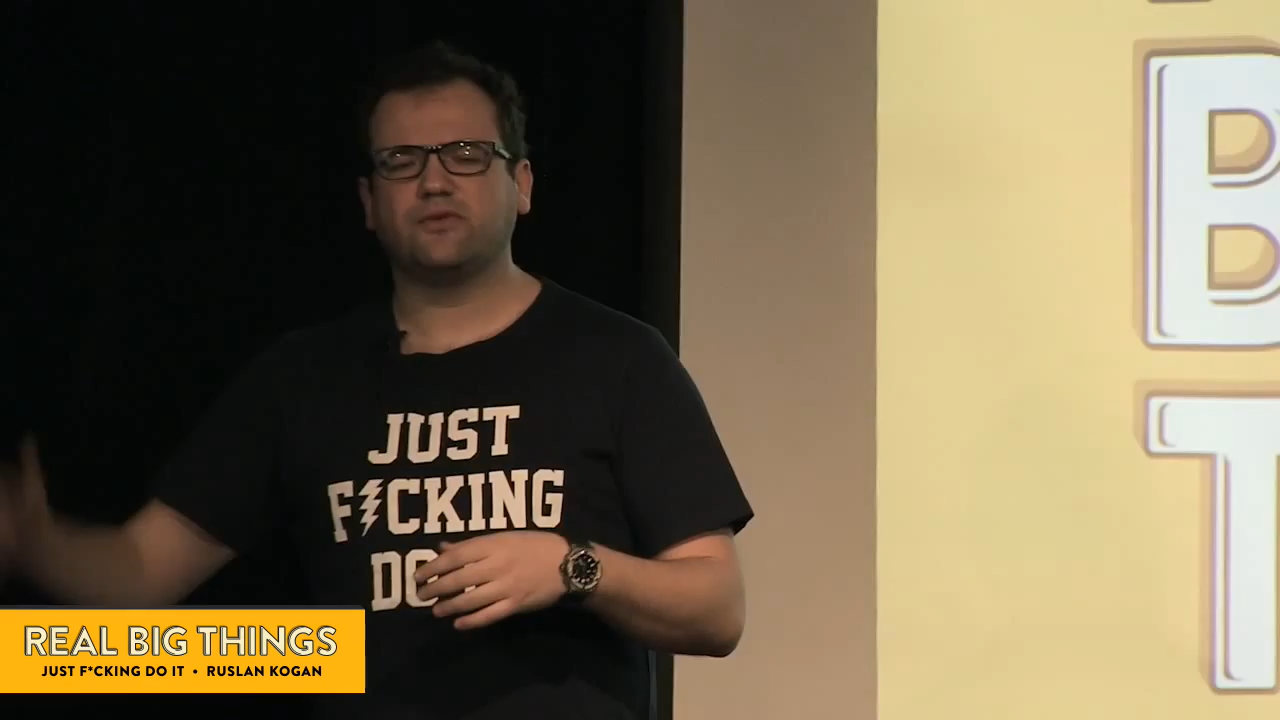 JUST
F⚡CKING
DO
B
T
REAL BIG THINGS
JUST F*CKING DO IT • RUSLAN KOGAN